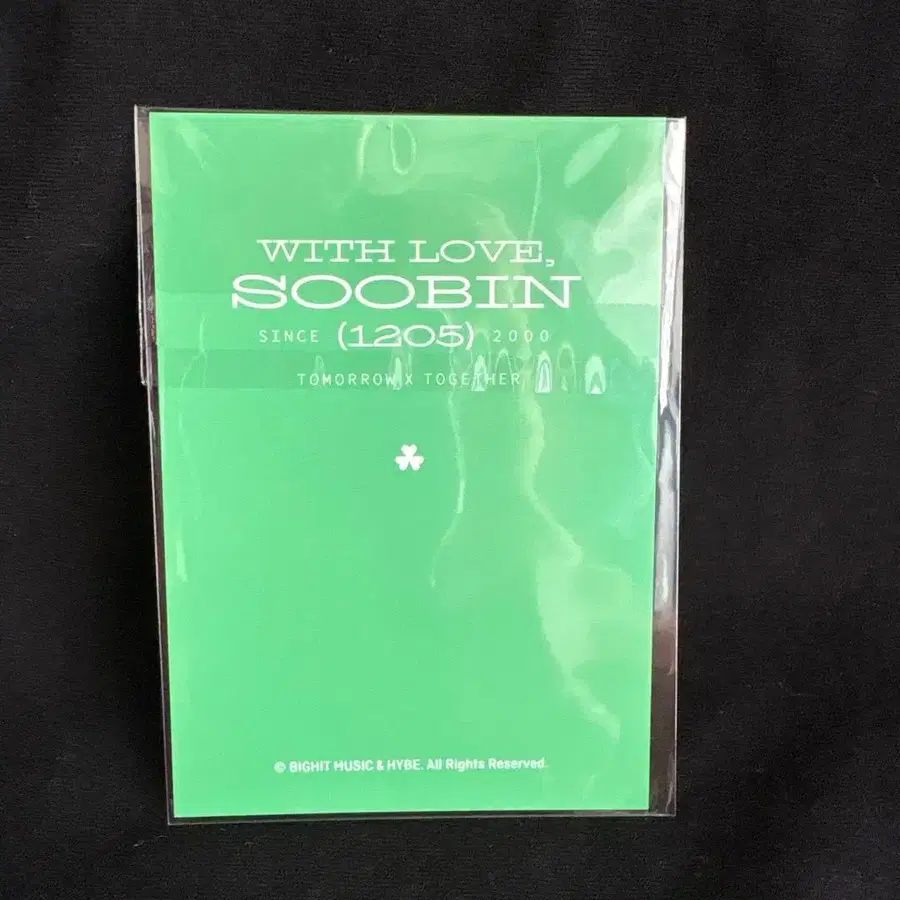 WITH LOVE,
SOOBIN
SINCE (1205) 2000
TOMORROW X TOGETHER
© BIGHIT MUSIC & HYBE. All Rights Reserved.